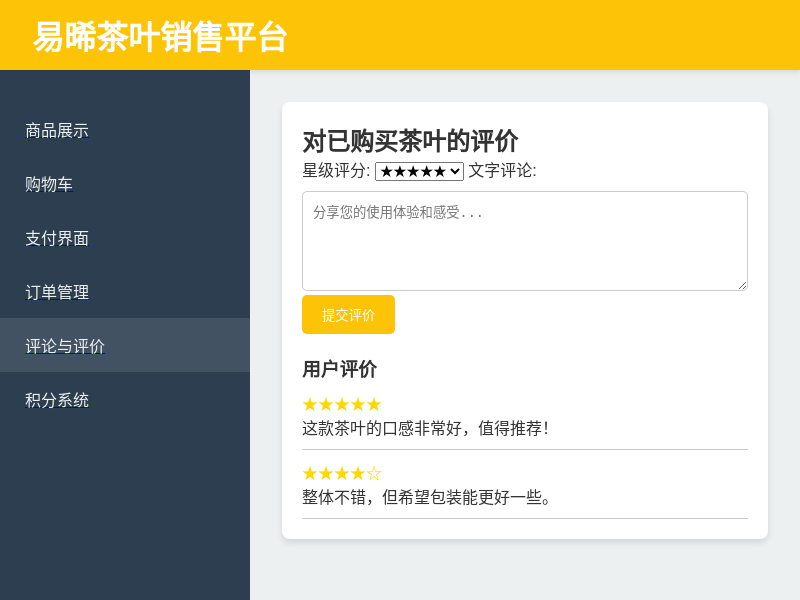 易晞茶叶销售平台
商品展示
购物车
支付界面
订单管理
评论与评价
积分系统
对已购买茶叶的评价
星级评分: ★★★★★ 文字评论:
分享您的使用体验和感受...
提交评价
用户评价
★★★★★
这款茶叶的口感非常好，值得推荐！
★★★★☆
整体不错，但希望包装能更好一些。